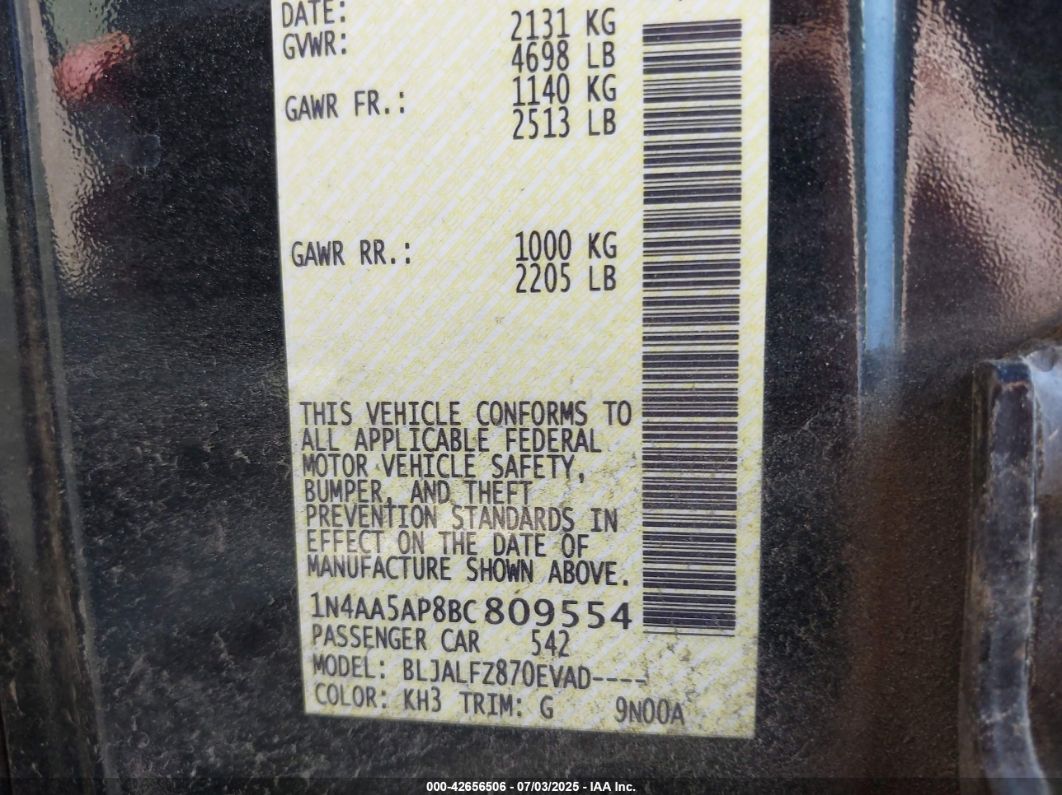 DATE: 2131 KG
GVWR: 4698 LB
GAWR FR.: 1140 KG
2513 LB
GAWR RR.: 1000 KG
2205 LB
THIS VEHICLE CONFORMS TO
ALL APPLICABLE FEDERAL
MOTOR VEHICLE SAFETY,
BUMPER, AND THEFT
PREVENTION STANDARDS IN
EFFECT ON THE DATE OF
MANUFACTURE SHOWN ABOVE.
1N4AA5AP8BC809554
PASSENGER CAR 542
MODEL: BLJALFZ870EVAD----
COLOR: KH3 TRIM: G 9N00A
000-42656506 - 07/03/2025 - IAA Inc.